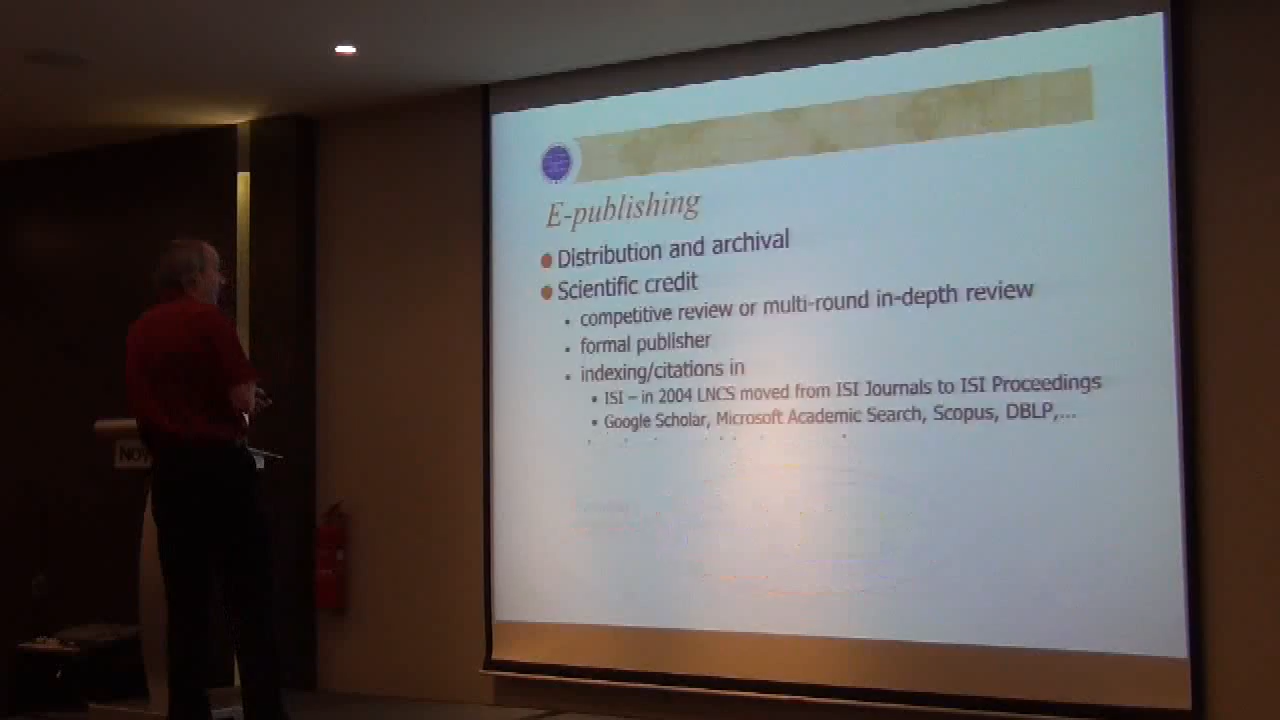 E-publishing
Distribution and archival
Scientific credit
competitive review or multi-round in-depth review
formal publisher
indexing/citations in
ISI – in 2004 LNCS moved from ISI Journals to ISI Proceedings
Google Scholar, Microsoft Academic Search, Scopus, DBLP,...